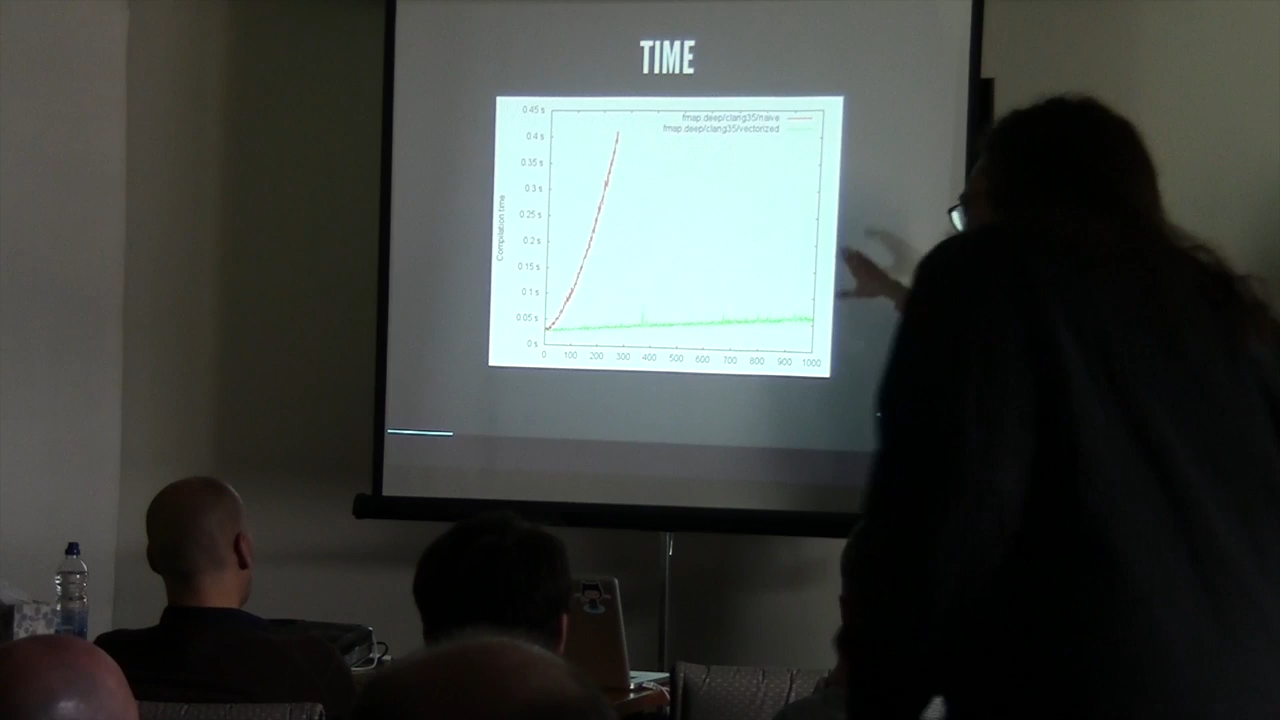 TIME
0.45 s
fmap.deep/clang35/naive
fmap.deep/clang35/vectorized
0.4 s
0.35 s
0.3 s
0.25 s
0.2 s
0.15 s
0.1 s
0.05 s
0 s
Compilation time
0 100 200 300 400 500 600 700 800 900 1000